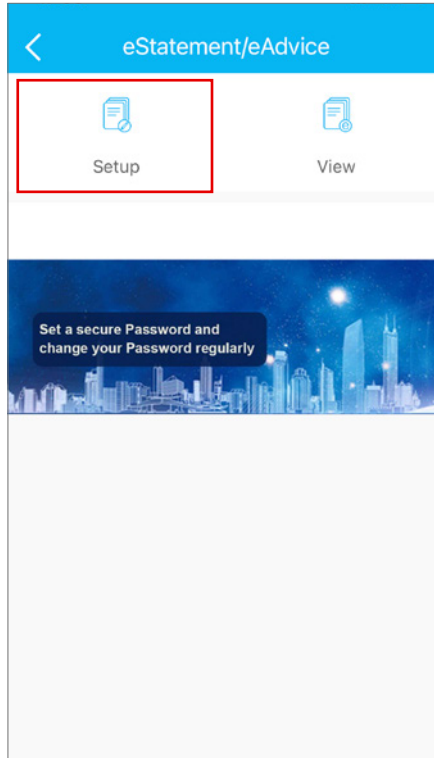 eStatement/eAdvice
Setup
View
Set a secure Password and
change your Password regularly